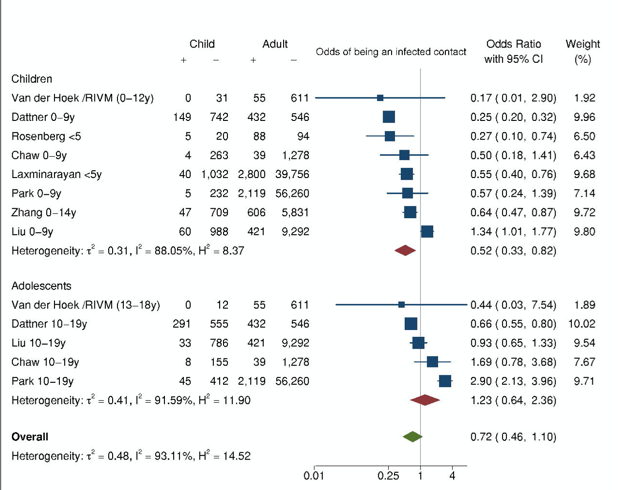 Child Adult Odds of being an infected contact Odds Ratio Weight
+ − + − with 95% CI (%)
Children
Van der Hoek /RIVM (0−12y) 0 31 55 611 0.17 (0.01, 2.90) 1.92
Dattner 0−9y 149 742 432 546 0.25 (0.20, 0.32) 9.96
Rosenberg <5 5 20 88 94 0.27 (0.10, 0.74) 6.50
Chaw 0−9y 4 263 39 1,278 0.50 (0.18, 1.41) 6.43
Laxminarayan <5y 40 1,032 2,800 39,756 0.55 (0.40, 0.76) 9.68
Park 0−9y 5 232 2,119 56,260 0.57 (0.24, 1.39) 7.14
Zhang 0−14y 47 709 606 5,831 0.64 (0.47, 0.87) 9.72
Liu 0−9y 60 988 421 9,292 1.34 (1.01, 1.77) 9.80
Heterogeneity: τ² = 0.31, I² = 88.05%, H² = 8.37 0.52 (0.33, 0.82)
Adolescents
Van der Hoek /RIVM (13−18y) 0 12 55 611 0.44 (0.03, 7.54) 1.89
Dattner 10−19y 291 555 432 546 0.66 (0.55, 0.80) 10.02
Liu 10−19y 33 786 421 9,292 0.93 (0.65, 1.33) 9.54
Chaw 10−19y 8 155 39 1,278 1.69 (0.78, 3.68) 7.67
Park 10−19y 45 412 2,119 56,260 2.90 (2.13, 3.96) 9.71
Heterogeneity: τ² = 0.41, I² = 91.59%, H² = 11.90 1.23 (0.64, 2.36)
Overall 0.72 (0.46, 1.10)
Heterogeneity: τ² = 0.48, I² = 93.11%, H² = 14.52
0.01 0.25 1 4